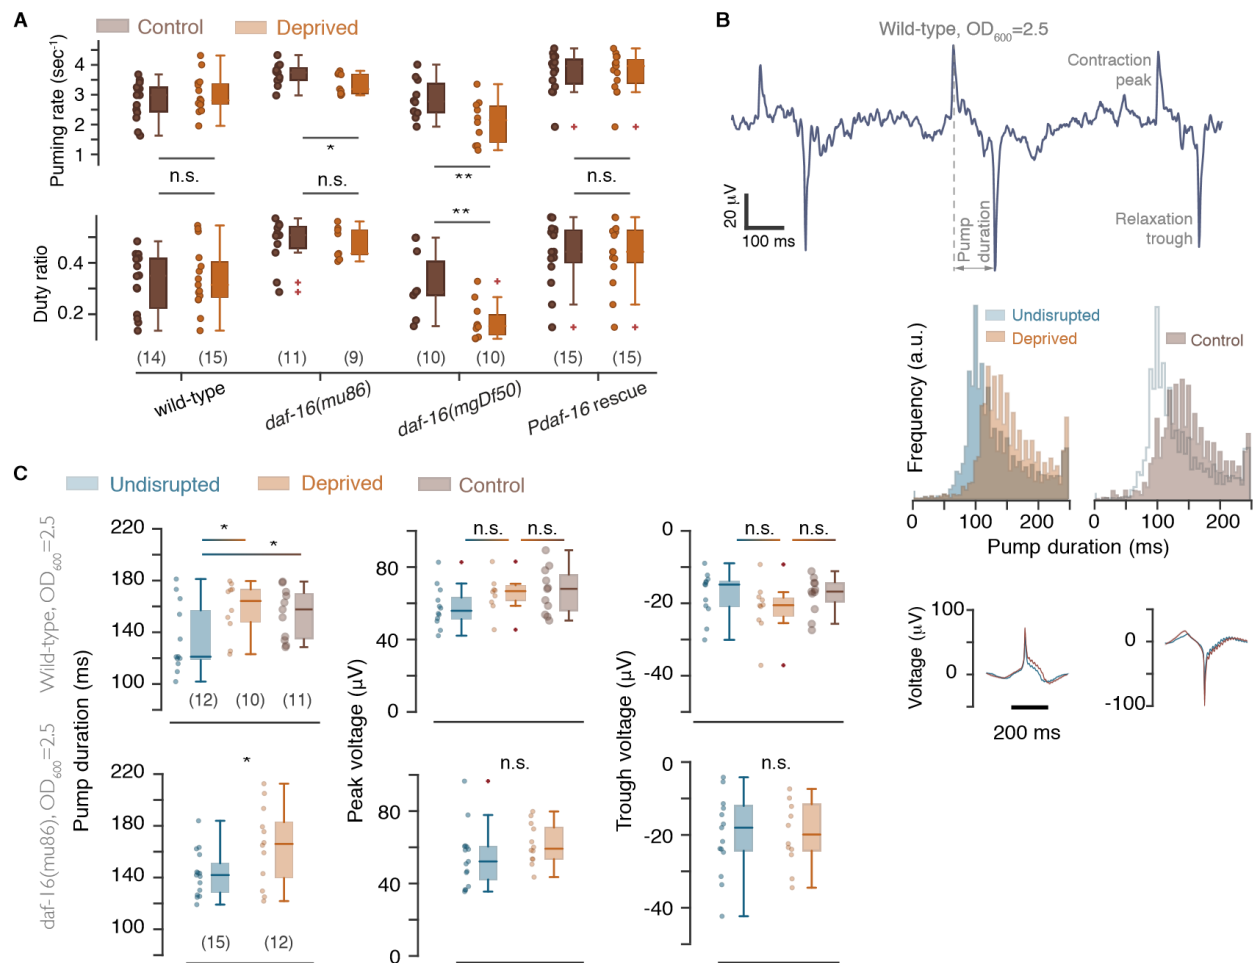 A
Control
Deprived
Puming rate (sec-1)
4
3
2
1
n.s.
*
n.s.
**
**
n.s.
Duty ratio
0.4
0.2
(14)
(15)
(11)
(9)
(10)
(10)
(15)
(15)
wild-type
daf-16(mu86)
daf-16(mgDf50)
Pdaf-16 rescue
B
Wild-type, OD600=2.5
Contraction
peak
20 µV
100 ms
Pump
duration
Relaxation
trough
Undisrupted
Deprived
Control
Frequency (a.u.)
0
100
200
0
100
200
Pump duration (ms)
Voltage (µV)
100
0
200 ms
0
-100
C
Undisrupted
Deprived
Control
Wild-type, OD600=2.5
Pump duration (ms)
220
180
140
100
*
*
(12)
(10)
(11)
Peak voltage (µV)
80
40
0
n.s.
n.s.
Trough voltage (µV)
0
-20
-40
n.s.
n.s.
daf-16(mu86), OD600=2.5
220
180
140
100
*
(15)
(12)
80
40
0
n.s.
0
-20
-40
n.s.